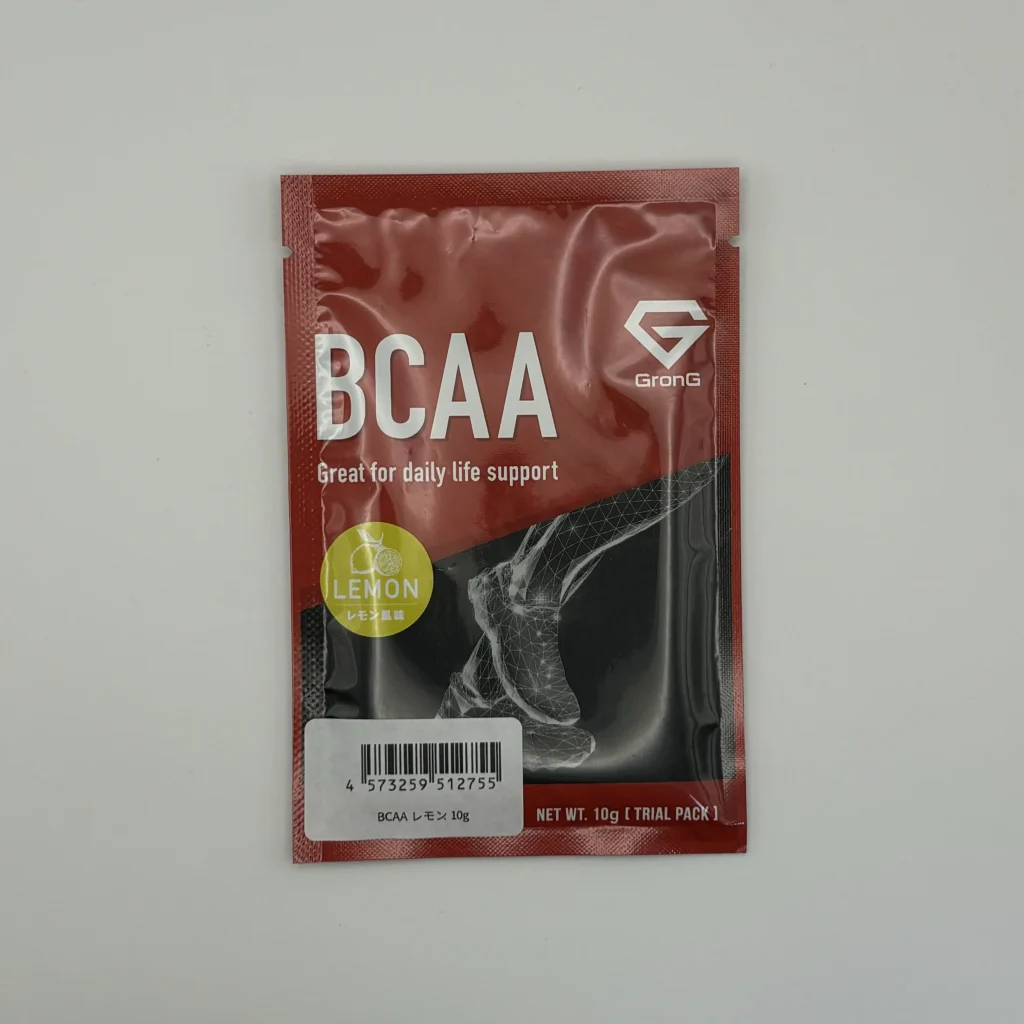 GronG
BCAA
Great for daily life support
LEMON
レモン風味
4 573259 512755
BCAA レモン 10g
NET WT. 10g [ TRIAL PACK ]